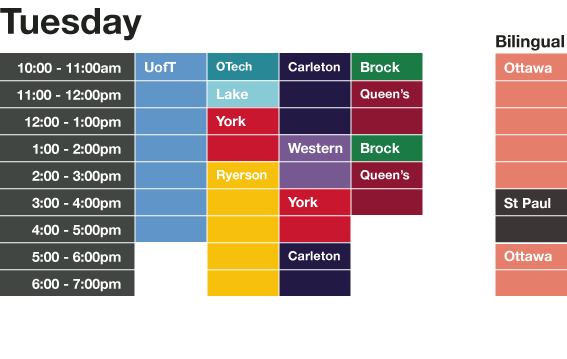 Tuesday
Bilingual
10:00 - 11:00am UofT OTech Carleton Brock Ottawa
11:00 - 12:00pm Lake Queen's
12:00 - 1:00pm York
1:00 - 2:00pm Western Brock
2:00 - 3:00pm Ryerson Queen's
3:00 - 4:00pm York St Paul
4:00 - 5:00pm
5:00 - 6:00pm Carleton Ottawa
6:00 - 7:00pm